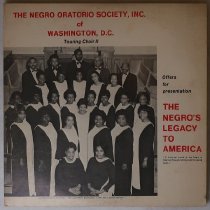 THE NEGRO ORATORIO SOCIETY, INC.
of
WASHINGTON, D.C.
Touring Choir II
Offers
for
presentation
THE
NEGRO'S
LEGACY
TO
AMERICA